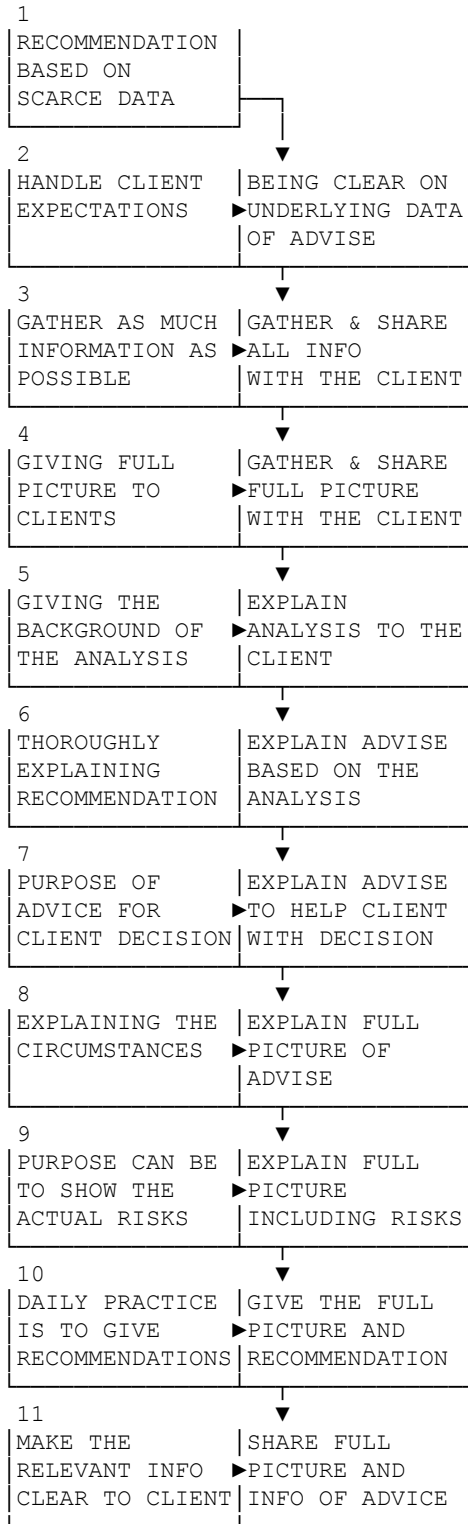 1
RECOMMENDATION
BASED ON
SCARCE DATA
2
HANDLE CLIENT
EXPECTATIONS
BEING CLEAR ON
UNDERLYING DATA
OF ADVISE
3
GATHER AS MUCH
INFORMATION AS
POSSIBLE
GATHER & SHARE
ALL INFO
WITH THE CLIENT
4
GIVING FULL
PICTURE TO
CLIENTS
GATHER & SHARE
FULL PICTURE
WITH THE CLIENT
5
GIVING THE
BACKGROUND OF
THE ANALYSIS
EXPLAIN
ANALYSIS TO THE
CLIENT
6
THOROUGHLY
EXPLAINING
RECOMMENDATION
EXPLAIN ADVISE
BASED ON THE
ANALYSIS
7
PURPOSE OF
ADVICE FOR
CLIENT DECISION
EXPLAIN ADVISE
TO HELP CLIENT
WITH DECISION
8
EXPLAINING THE
CIRCUMSTANCES
EXPLAIN FULL
PICTURE OF
ADVISE
9
PURPOSE CAN BE
TO SHOW THE
ACTUAL RISKS
EXPLAIN FULL
PICTURE
INCLUDING RISKS
10
DAILY PRACTICE
IS TO GIVE
RECOMMENDATIONS
GIVE THE FULL
PICTURE AND
RECOMMENDATION
11
MAKE THE
RELEVANT INFO
CLEAR TO CLIENT
SHARE FULL
PICTURE AND
INFO OF ADVICE